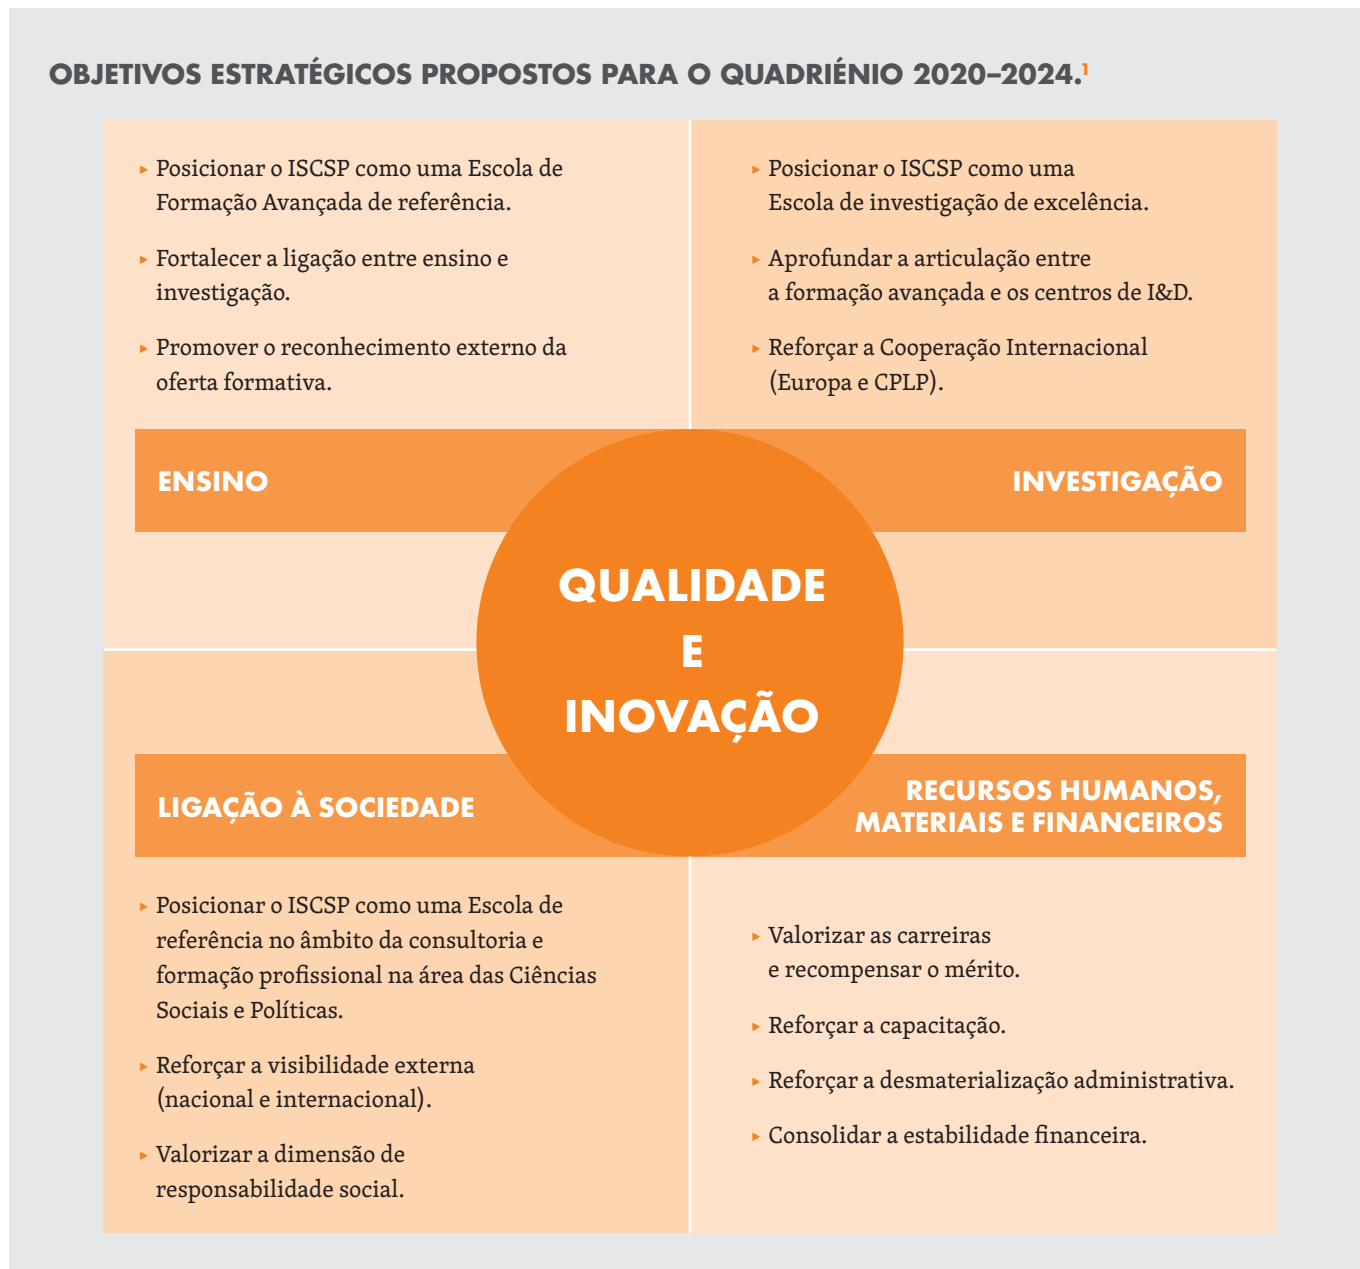 OBJETIVOS ESTRATÉGICOS PROPOSTOS PARA O QUADRIÉNIO 2020–2024.¹
▸ Posicionar o ISCSP como uma Escola de
Formação Avançada de referência.
▸ Fortalecer a ligação entre ensino e
investigação.
▸ Promover o reconhecimento externo da
oferta formativa.
ENSINO
▸ Posicionar o ISCSP como uma
Escola de investigação de excelência.
▸ Aprofundar a articulação entre
a formação avançada e os centros de I&D.
▸ Reforçar a Cooperação Internacional
(Europa e CPLP).
INVESTIGAÇÃO
QUALIDADE
E
INOVAÇÃO
LIGAÇÃO À SOCIEDADE
▸ Posicionar o ISCSP como uma Escola de
referência no âmbito da consultoria e
formação profissional na área das Ciências
Sociais e Políticas.
▸ Reforçar a visibilidade externa
(nacional e internacional).
▸ Valorizar a dimensão de
responsabilidade social.
RECURSOS HUMANOS,
MATERIAIS E FINANCEIROS
▸ Valorizar as carreiras
e recompensar o mérito.
▸ Reforçar a capacitação.
▸ Reforçar a desmaterialização administrativa.
▸ Consolidar a estabilidade financeira.